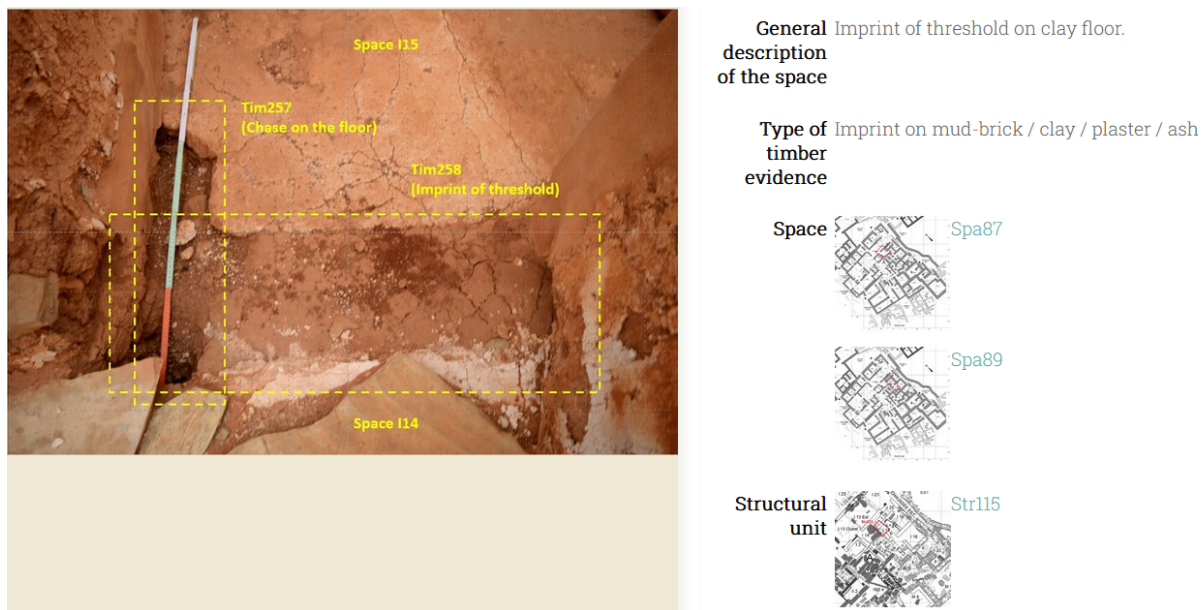 Space I15
Tim257
(Chase on the floor)
Tim258
(Imprint of threshold)
Space I14
General description of the space
Imprint of threshold on clay floor.
Type of timber evidence
Imprint on mud-brick / clay / plaster / ash
Space
Spa87
Spa89
Structural unit
Str115